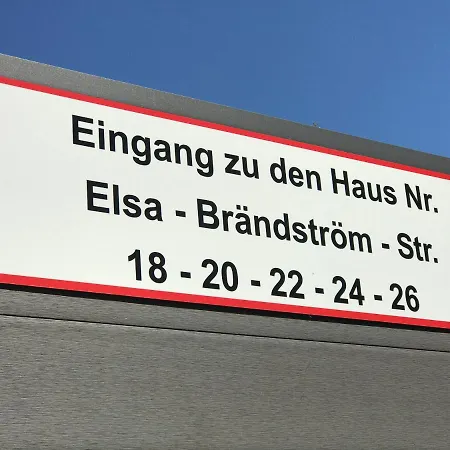 Eingang zu den Haus Nr.
Elsa - Brändström - Str.
18 - 20 - 22 - 24 - 26